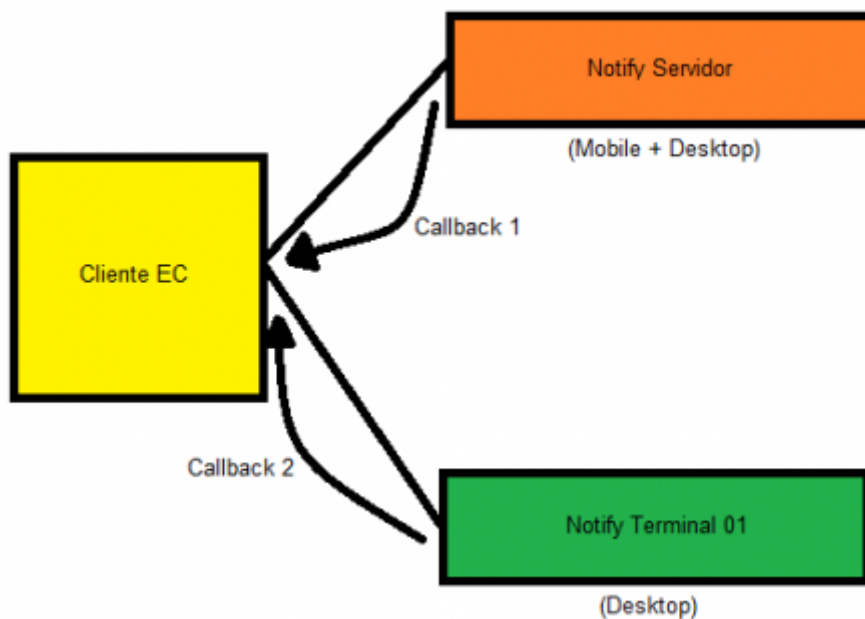 Notify Servidor
(Mobile + Desktop)
Callback 1
Cliente EC
Callback 2
Notify Terminal 01
(Desktop)